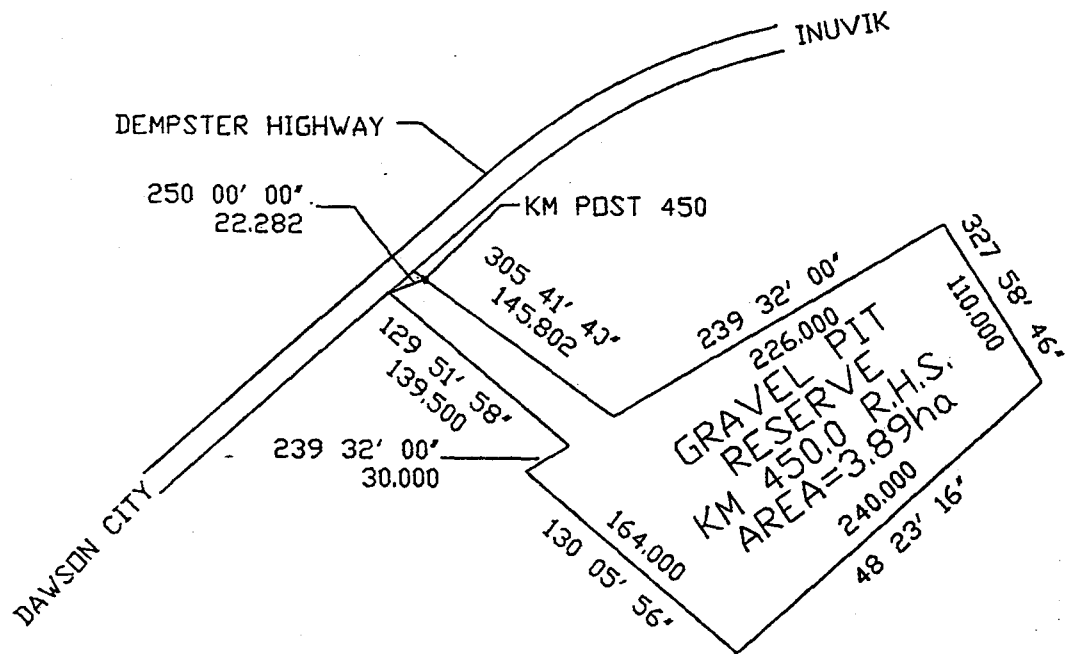 INUVIK
DEMPSTER HIGHWAY
250 00' 00"
22.282
KM POST 450
305 41' 43"
145.802
239 32' 00"
226.000
327 58' 46"
110.000
129 51' 58"
139.500
GRAVEL PIT
RESERVE
KM 450.0 R.H.S.
AREA=3.89ha
239 32' 00"
30.000
240.000
48 23' 16"
164.000
130 05' 56"
DAWSON CITY